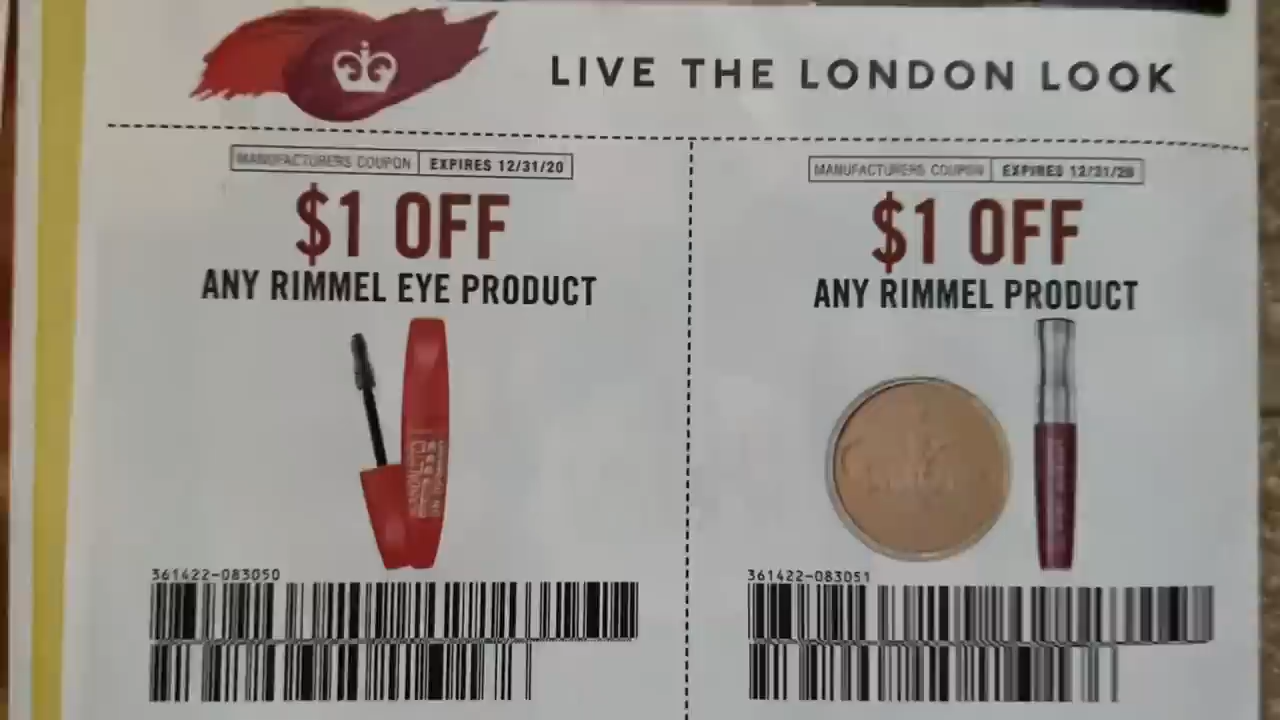 LIVE THE LONDON LOOK
MANUFACTURERS COUPON EXPIRES 12/31/20
$1 OFF
ANY RIMMEL EYE PRODUCT
361422-083050
MANUFACTURERS COUPON EXPIRES 12/31/20
$1 OFF
ANY RIMMEL PRODUCT
361422-083051